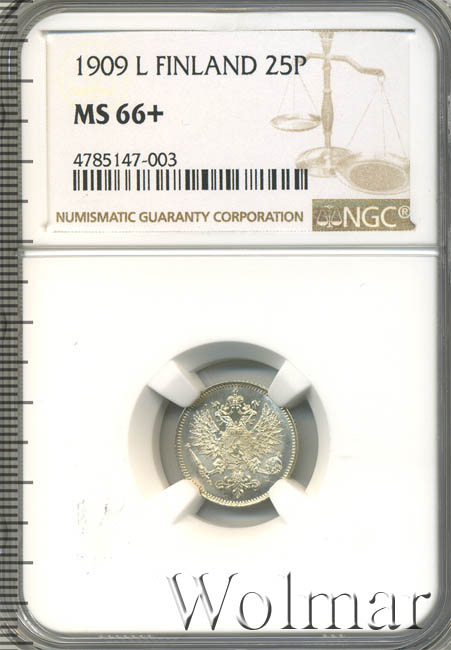 1909 L FINLAND 25P
MS 66+
4785147-003
NUMISMATIC GUARANTY CORPORATION
NGC®
Wolmar